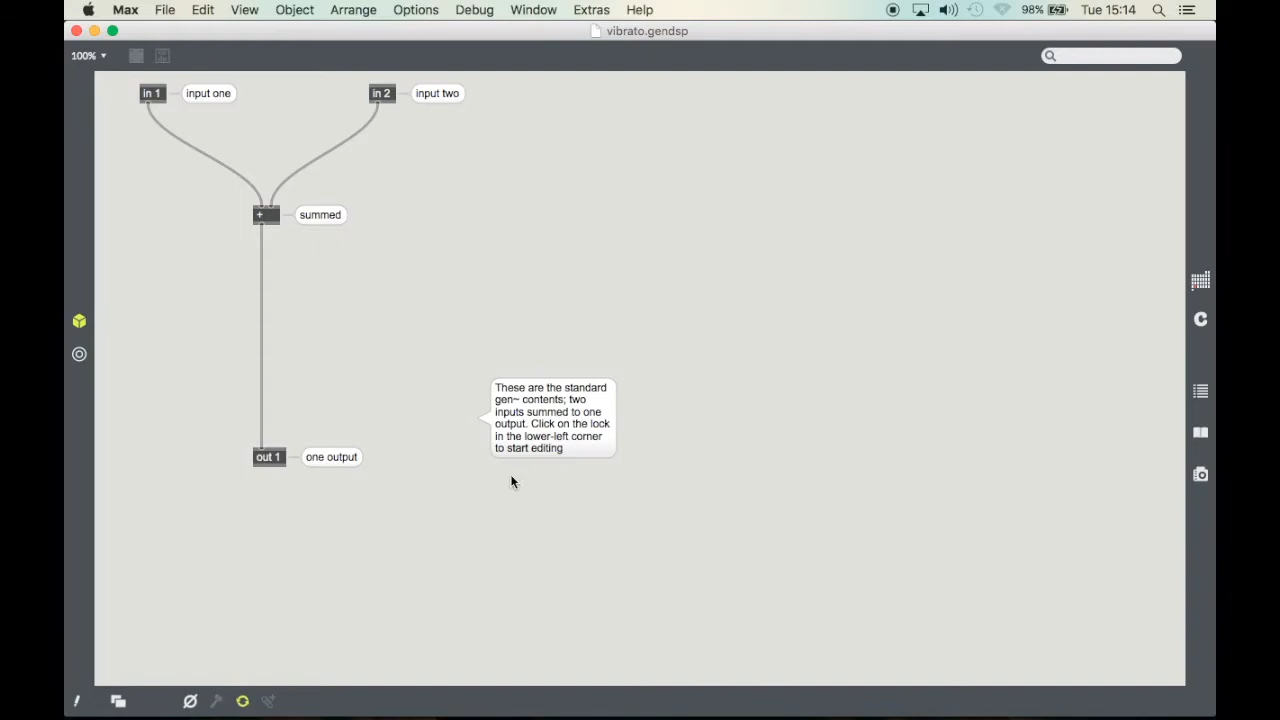 Max File Edit View Object Arrange Options Debug Window Extras Help 98% Tue 15:14
vibrato.gendsp
100%
in 1 input one in 2 input two
+ summed
These are the standard
gen~ contents; two
inputs summed to one
output. Click on the lock
in the lower-left corner
to start editing
out 1 one output